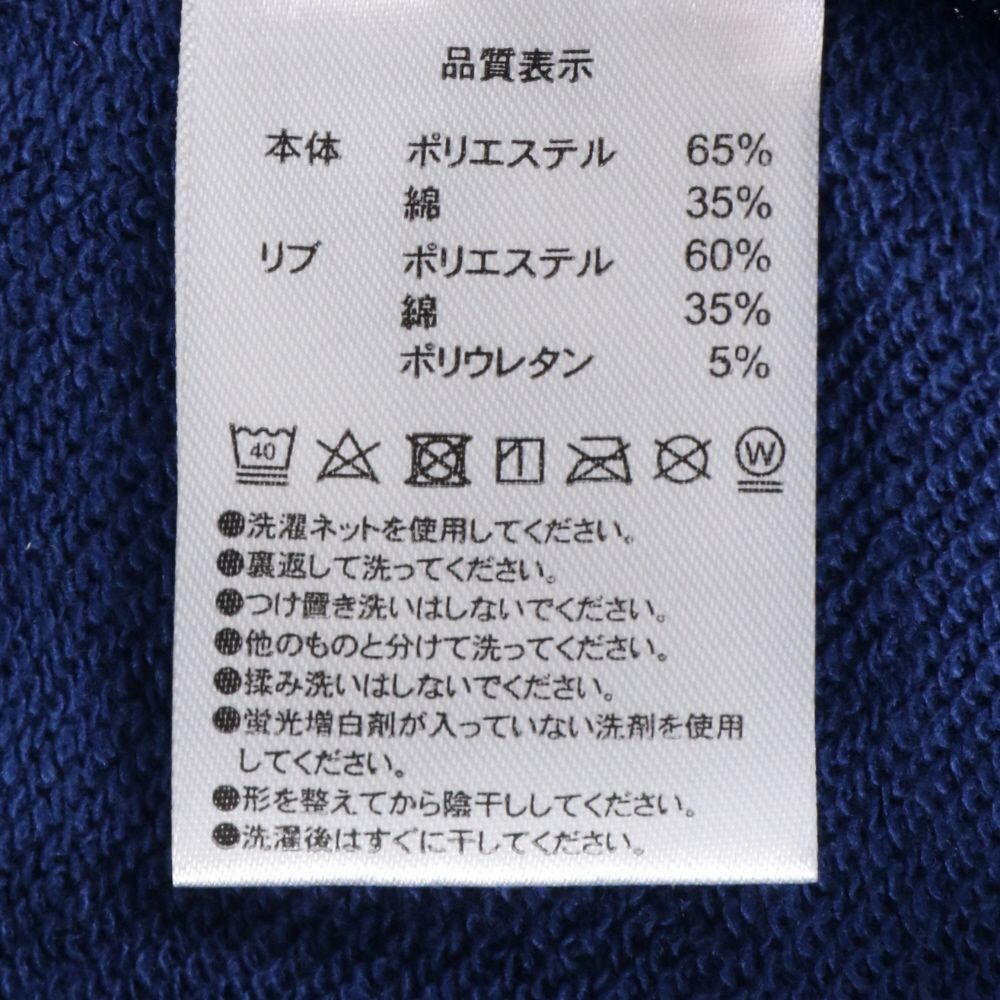 品質表示
本体 ポリエステル 65%
綿 35%
リブ ポリエステル 60%
綿 35%
ポリウレタン 5%
40 W
●洗濯ネットを使用してください。
●裏返して洗ってください。
●つけ置き洗いはしないでください。
●他のものと分けて洗ってください。
●揉み洗いはしないでください。
●蛍光増白剤が入っていない洗剤を使用
してください。
●形を整えてから陰干ししてください。
●洗濯後はすぐに干してください。